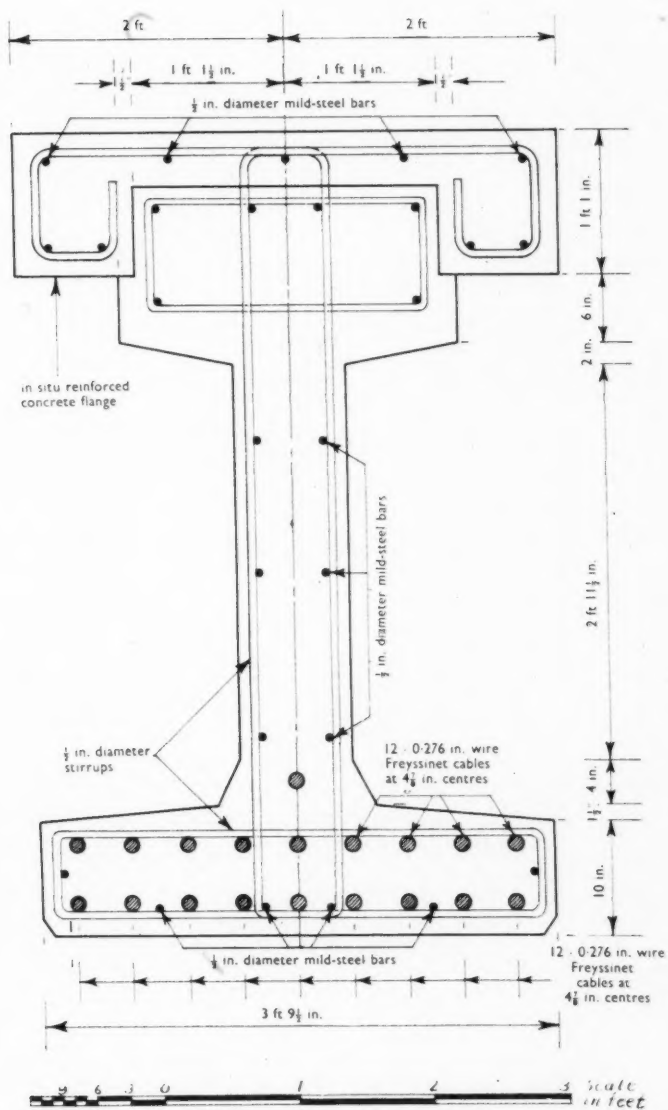 2 ft
2 ft
1 ft 1½ in.
1 ft 1½ in.
1½"
1½"
½ in. diameter mild-steel bars
1 ft 1 in.
6 in.
2 in.
in situ reinforced
concrete flange
½ in. diameter mild-steel bars
2 ft 11½ in.
½ in. diameter
stirrups
12 - 0·276 in. wire
Freyssinet cables
at 4⅞ in. centres
4 in.
1½"
10 in.
½ in. diameter mild-steel bars
12 - 0·276 in. wire
Freyssinet
cables at
4⅞ in. centres
3 ft 9½ in.
9 6 3 0 1 2 3 Scale
in feet